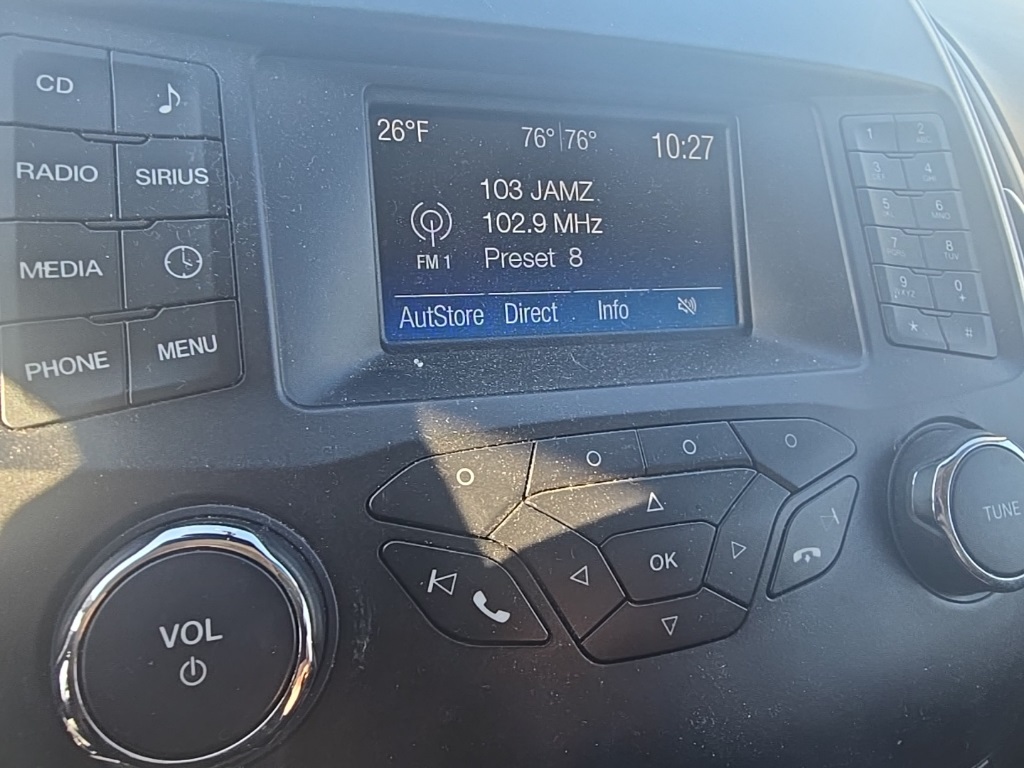 CD
RADIO SIRIUS
MEDIA
PHONE MENU
26°F 76° 76° 10:27
103 JAMZ
102.9 MHz
FM 1 Preset 8
AutStore Direct Info
1 2
3 4
5 6
7 8
9 0
+
* #
OK
VOL
TUNE